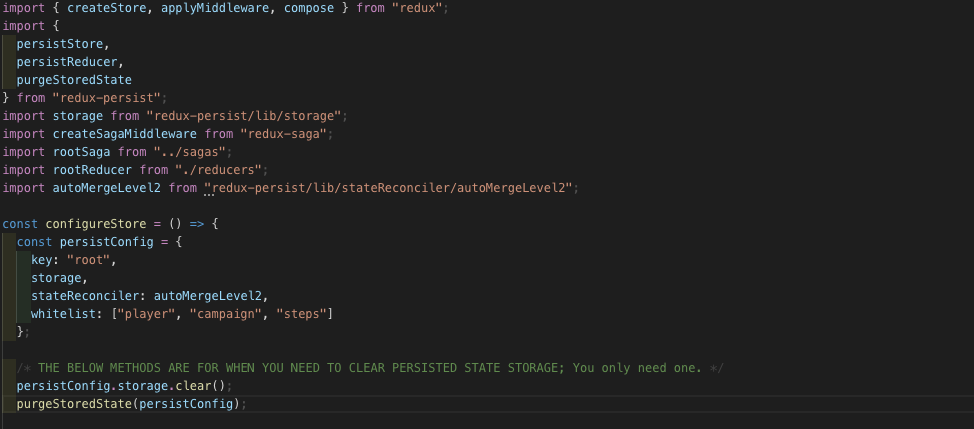 import { createStore, applyMiddleware, compose } from "redux";
import {
  persistStore,
  persistReducer,
  purgeStoredState
} from "redux-persist";
import storage from "redux-persist/lib/storage";
import createSagaMiddleware from "redux-saga";
import rootSaga from "../sagas";
import rootReducer from "./reducers";
import autoMergeLevel2 from "redux-persist/lib/stateReconciler/autoMergeLevel2";
const configureStore = () => {
  const persistConfig = {
    key: "root",
    storage,
    stateReconciler: autoMergeLevel2,
    whitelist: ["player", "campaign", "steps"]
  };
  /* THE BELOW METHODS ARE FOR WHEN YOU NEED TO CLEAR PERSISTED STATE STORAGE; You only need one. */
  persistConfig.storage.clear();
  purgeStoredState(persistConfig);